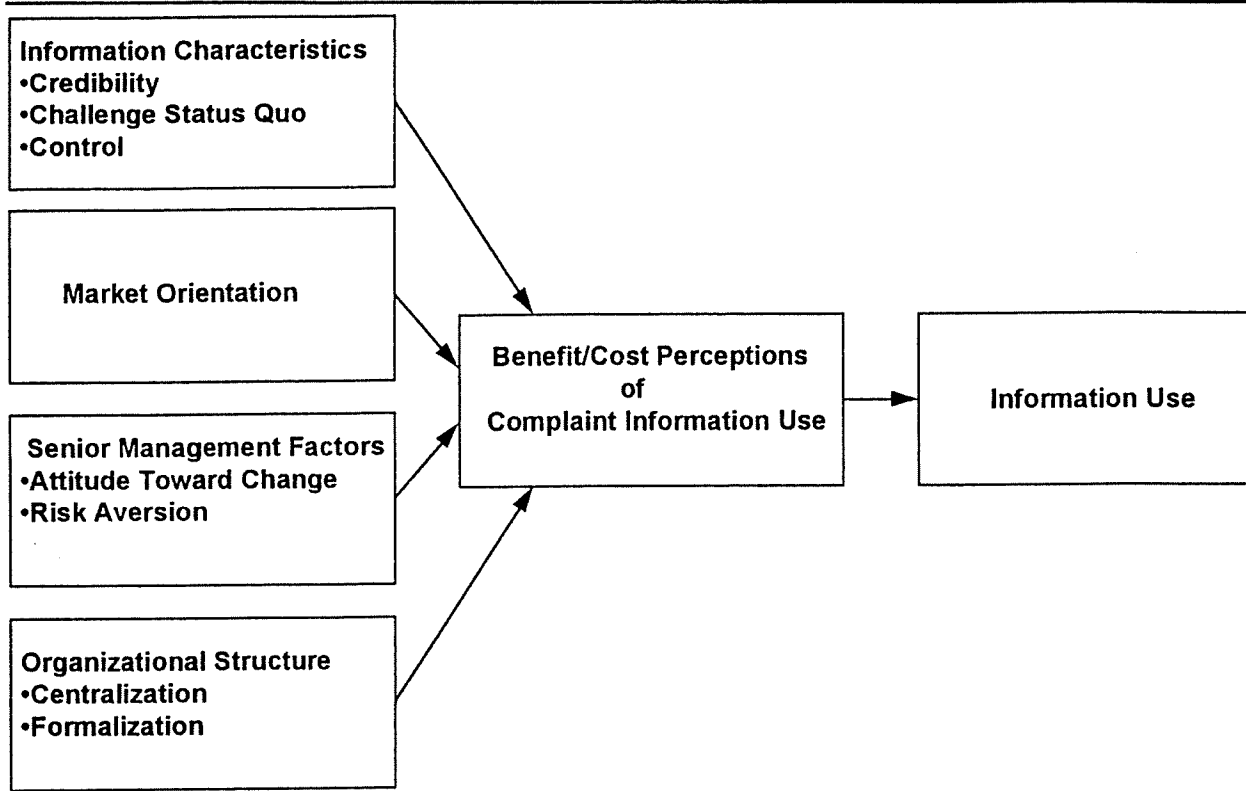 Information Characteristics
•Credibility
•Challenge Status Quo
•Control
Market Orientation
Senior Management Factors
•Attitude Toward Change
•Risk Aversion
Organizational Structure
•Centralization
•Formalization
Benefit/Cost Perceptions
of
Complaint Information Use
Information Use